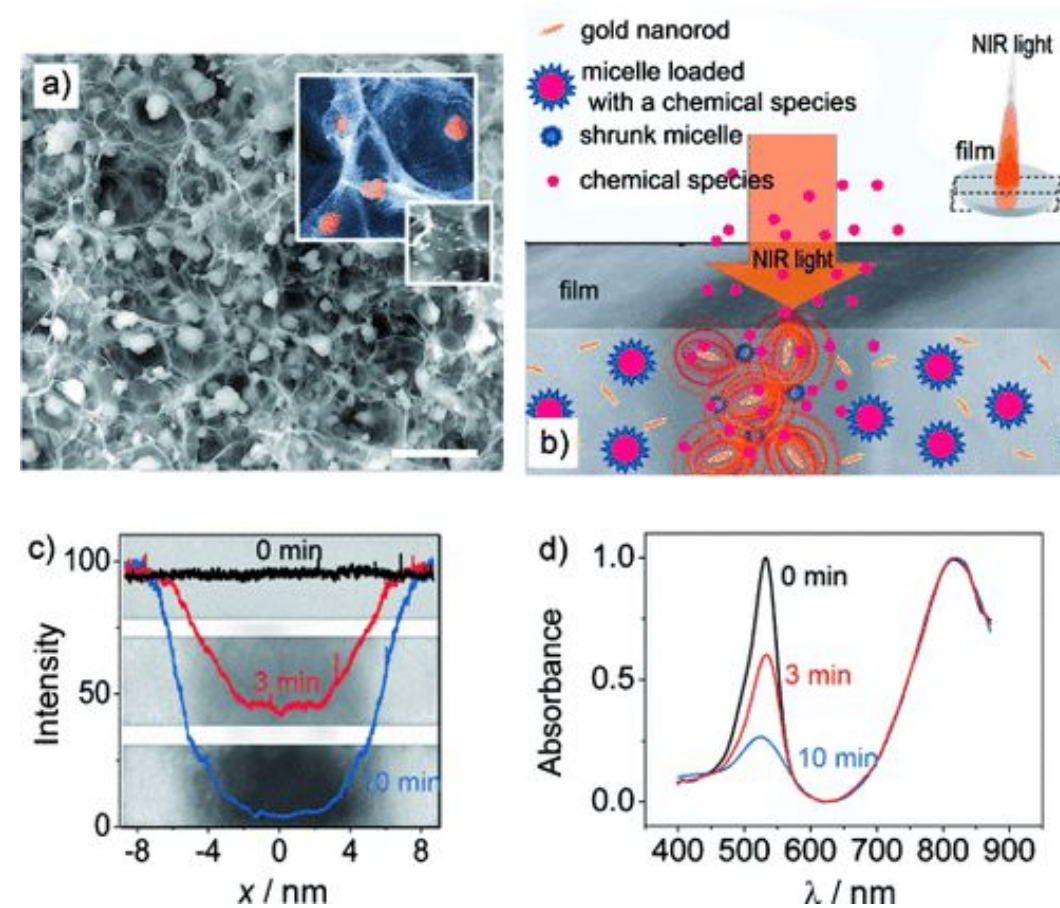 a)
gold nanorod
micelle loaded
with a chemical species
shrunk micelle
chemical species
NIR light
film
NIR light
film
b)
c)
100
50
0
Intensity
0 min
3 min
10 min
-8 -4 0 4 8
x / nm
d)
1.0
0.5
0.0
Absorbance
0 min
3 min
10 min
400 500 600 700 800 900
λ / nm